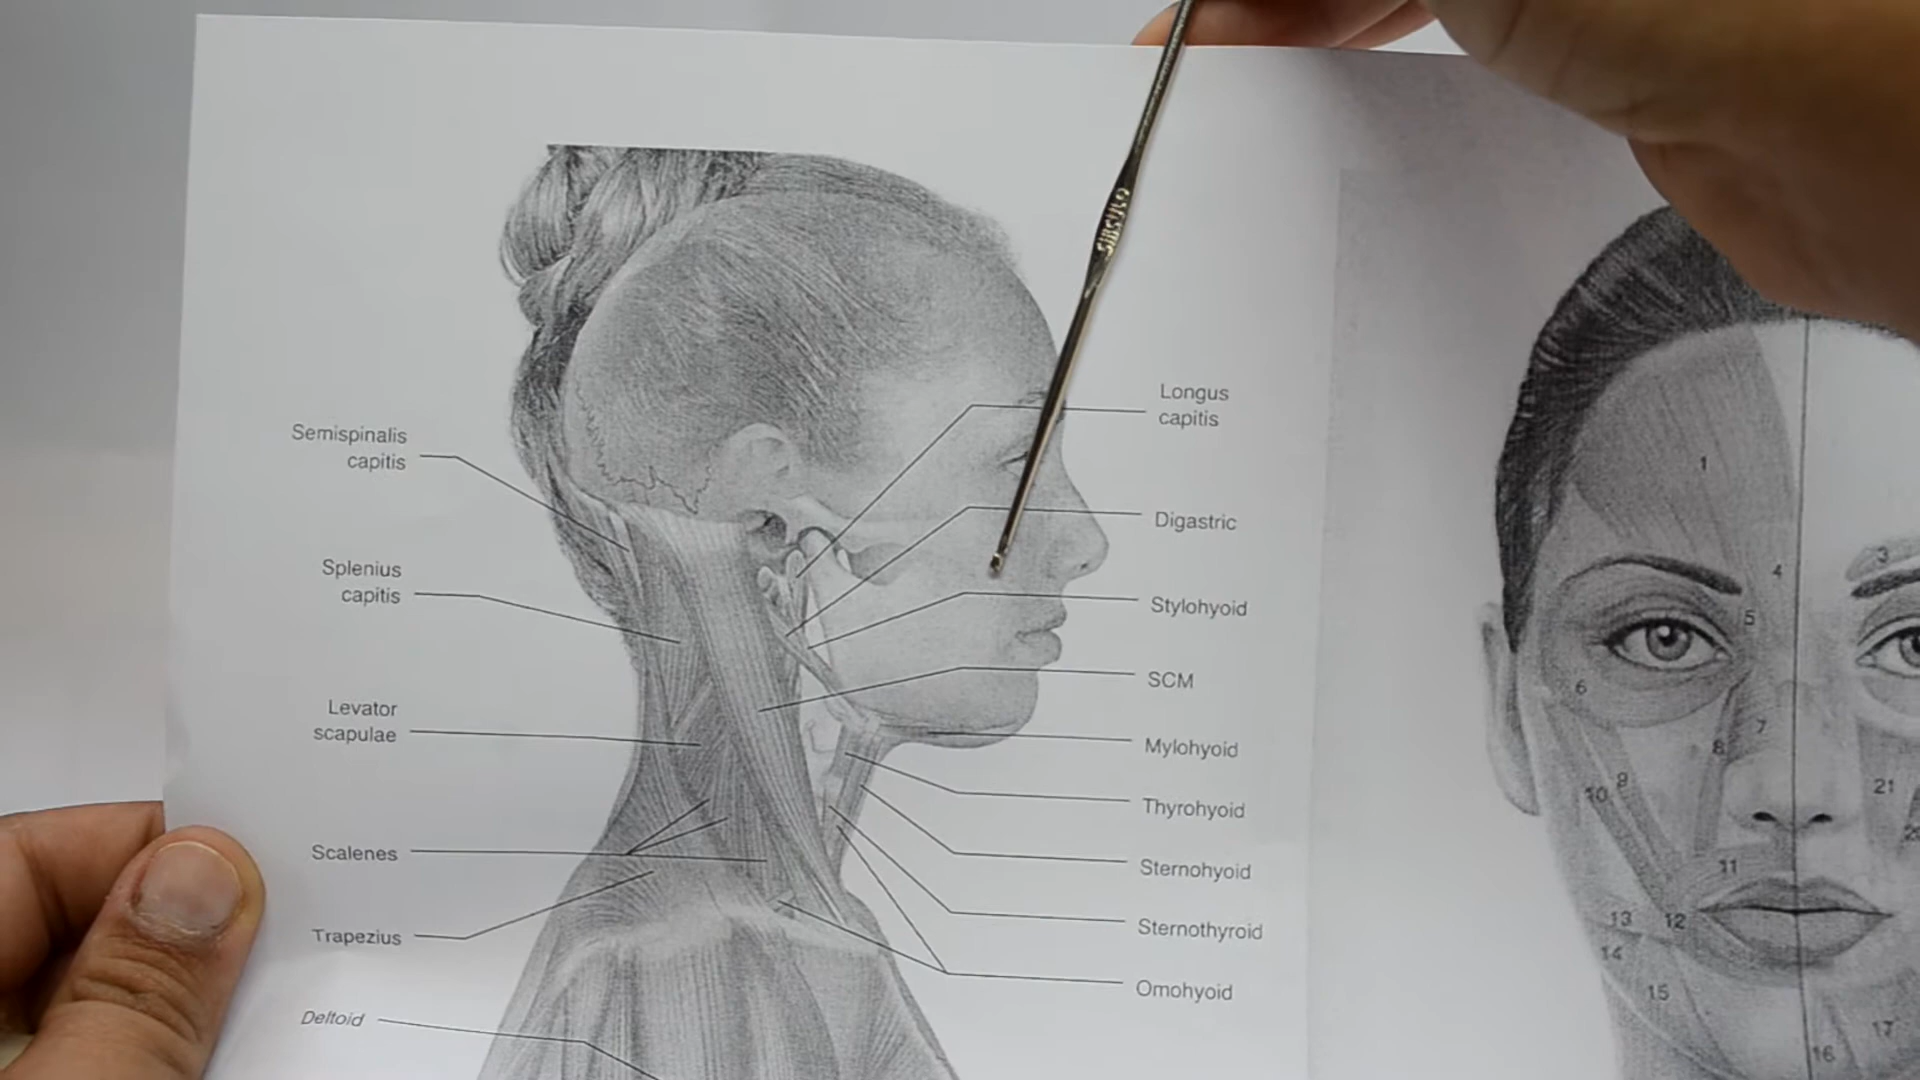 Semispinalis
capitis
Splenius
capitis
Levator
scapulae
Scalenes
Trapezius
Deltoid
Longus
capitis
Digastric
Stylohyoid
SCM
Mylohyoid
Thyrohyoid
Sternohyoid
Sternothyroid
Omohyoid
1
3
4
5
6
7
8
9
10
21
11
12
13
14
15
16
17